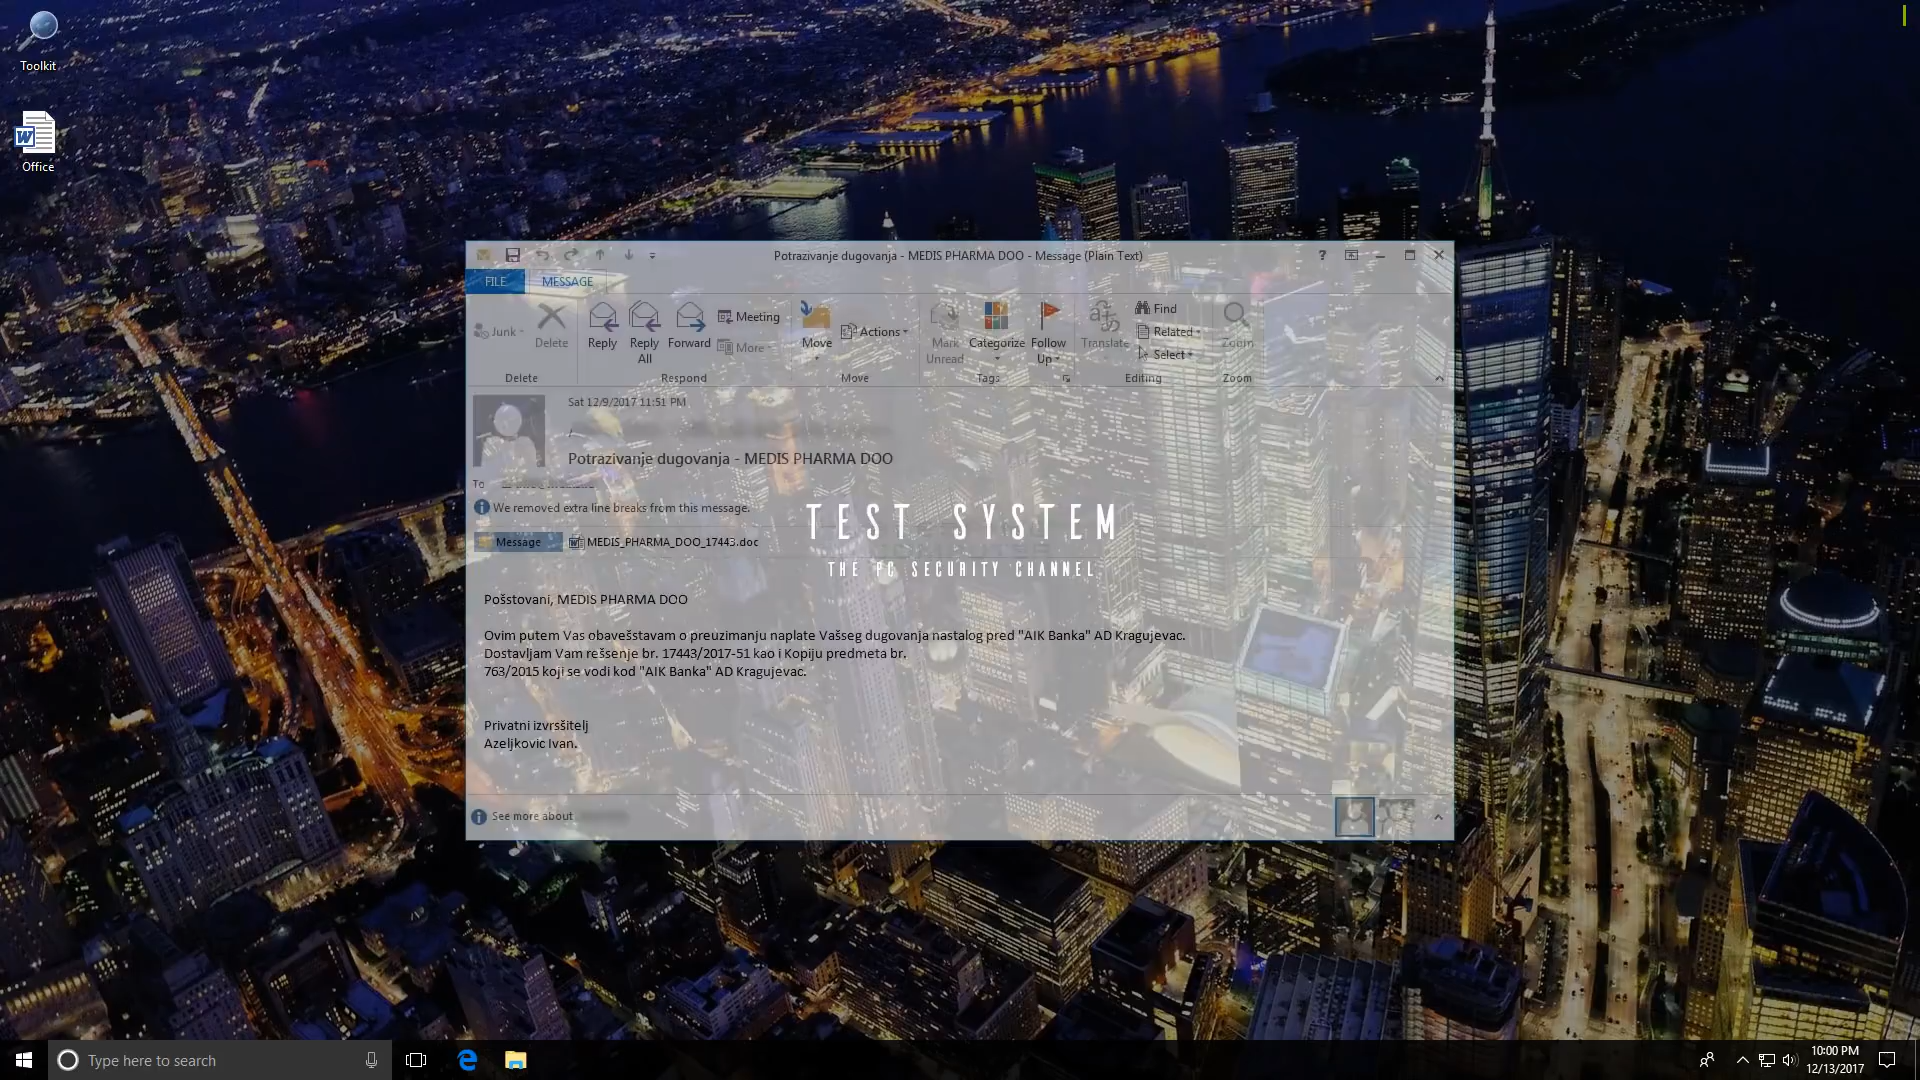 Toolkit
Office
Potrazivanje dugovanja - MEDIS PHARMA DOO - Message (Plain Text)
?
FILE
MESSAGE
Junk
Delete
Delete
Reply
Reply All
Forward
Meeting
More
Respond
Move
Actions
Move
Mark Unread
Categorize
Follow Up
Tags
Translate
Find
Related
Select
Editing
Zoom
Zoom
Sat 12/9/2017 11:51 PM
Potrazivanje dugovanja - MEDIS PHARMA DOO
To
We removed extra line breaks from this message.
Message
MEDIS_PHARMA_DOO_17443.doc
TEST SYSTEM
THE PC SECURITY CHANNEL
Pošstovani, MEDIS PHARMA DOO
Ovim putem Vas obavešstavam o preuzimanju naplate Vašseg dugovanja nastalog pred "AIK Banka" AD Kragujevac.
Dostavljam Vam rešsenje br. 17443/2017-51 kao i Kopiju predmeta br.
763/2015 koji se vodi kod "AIK Banka" AD Kragujevac.
Privatni izvrsšitelj
Azeljkovic Ivan.
See more about
Type here to search
10:00 PM
12/13/2017